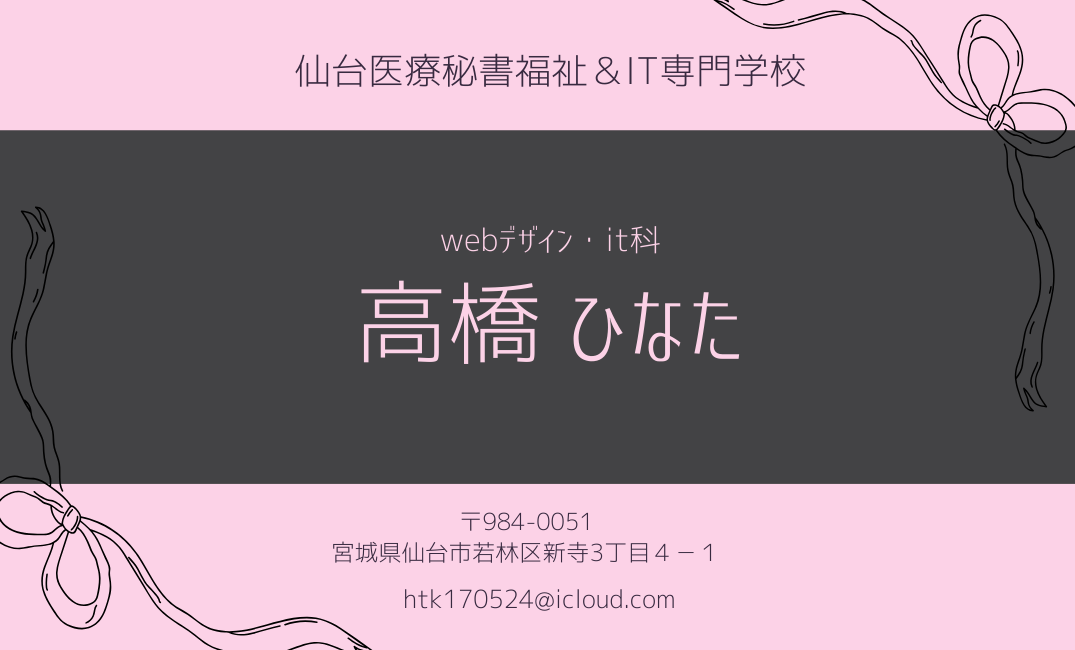 仙台医療秘書福祉＆IT専門学校
webデザイン・it科
高橋 ひなた
〒984-0051
宮城県仙台市若林区新寺3丁目４－１
htk170524@icloud.com